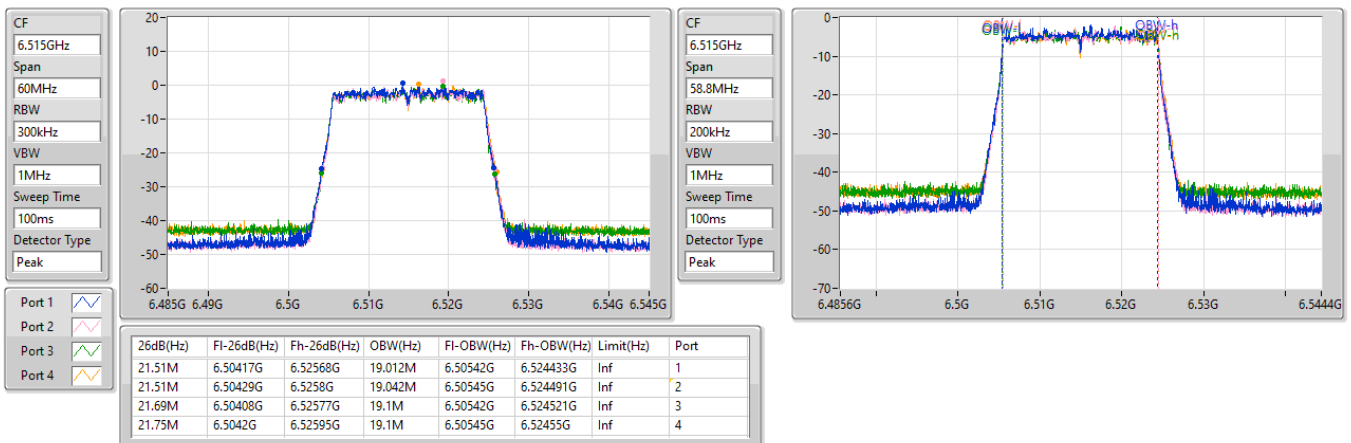 CF
6.515GHz
Span
60MHz
RBW
300kHz
VBW
1MHz
Sweep Time
100ms
Detector Type
Peak
20
10
0
-10
-20
-30
-40
-50
-60
6.485G 6.49G 6.5G 6.51G 6.52G 6.53G 6.54G 6.545G
CF
6.515GHz
Span
58.8MHz
RBW
200kHz
VBW
1MHz
Sweep Time
100ms
Detector Type
Peak
0
-10
-20
-30
-40
-50
-60
-70
OBW-l
OBW-h
6.4856G 6.5G 6.51G 6.52G 6.53G 6.5444G
Port 1
Port 2
Port 3
Port 4
26dB(Hz) Fl-26dB(Hz) Fh-26dB(Hz) OBW(Hz) Fl-OBW(Hz) Fh-OBW(Hz) Limit(Hz) Port
21.51M 6.50417G 6.52568G 19.012M 6.50542G 6.524433G Inf 1
21.51M 6.50429G 6.5258G 19.042M 6.50545G 6.524491G Inf 2
21.69M 6.50408G 6.52577G 19.1M 6.50542G 6.524521G Inf 3
21.75M 6.5042G 6.52595G 19.1M 6.50545G 6.52455G Inf 4